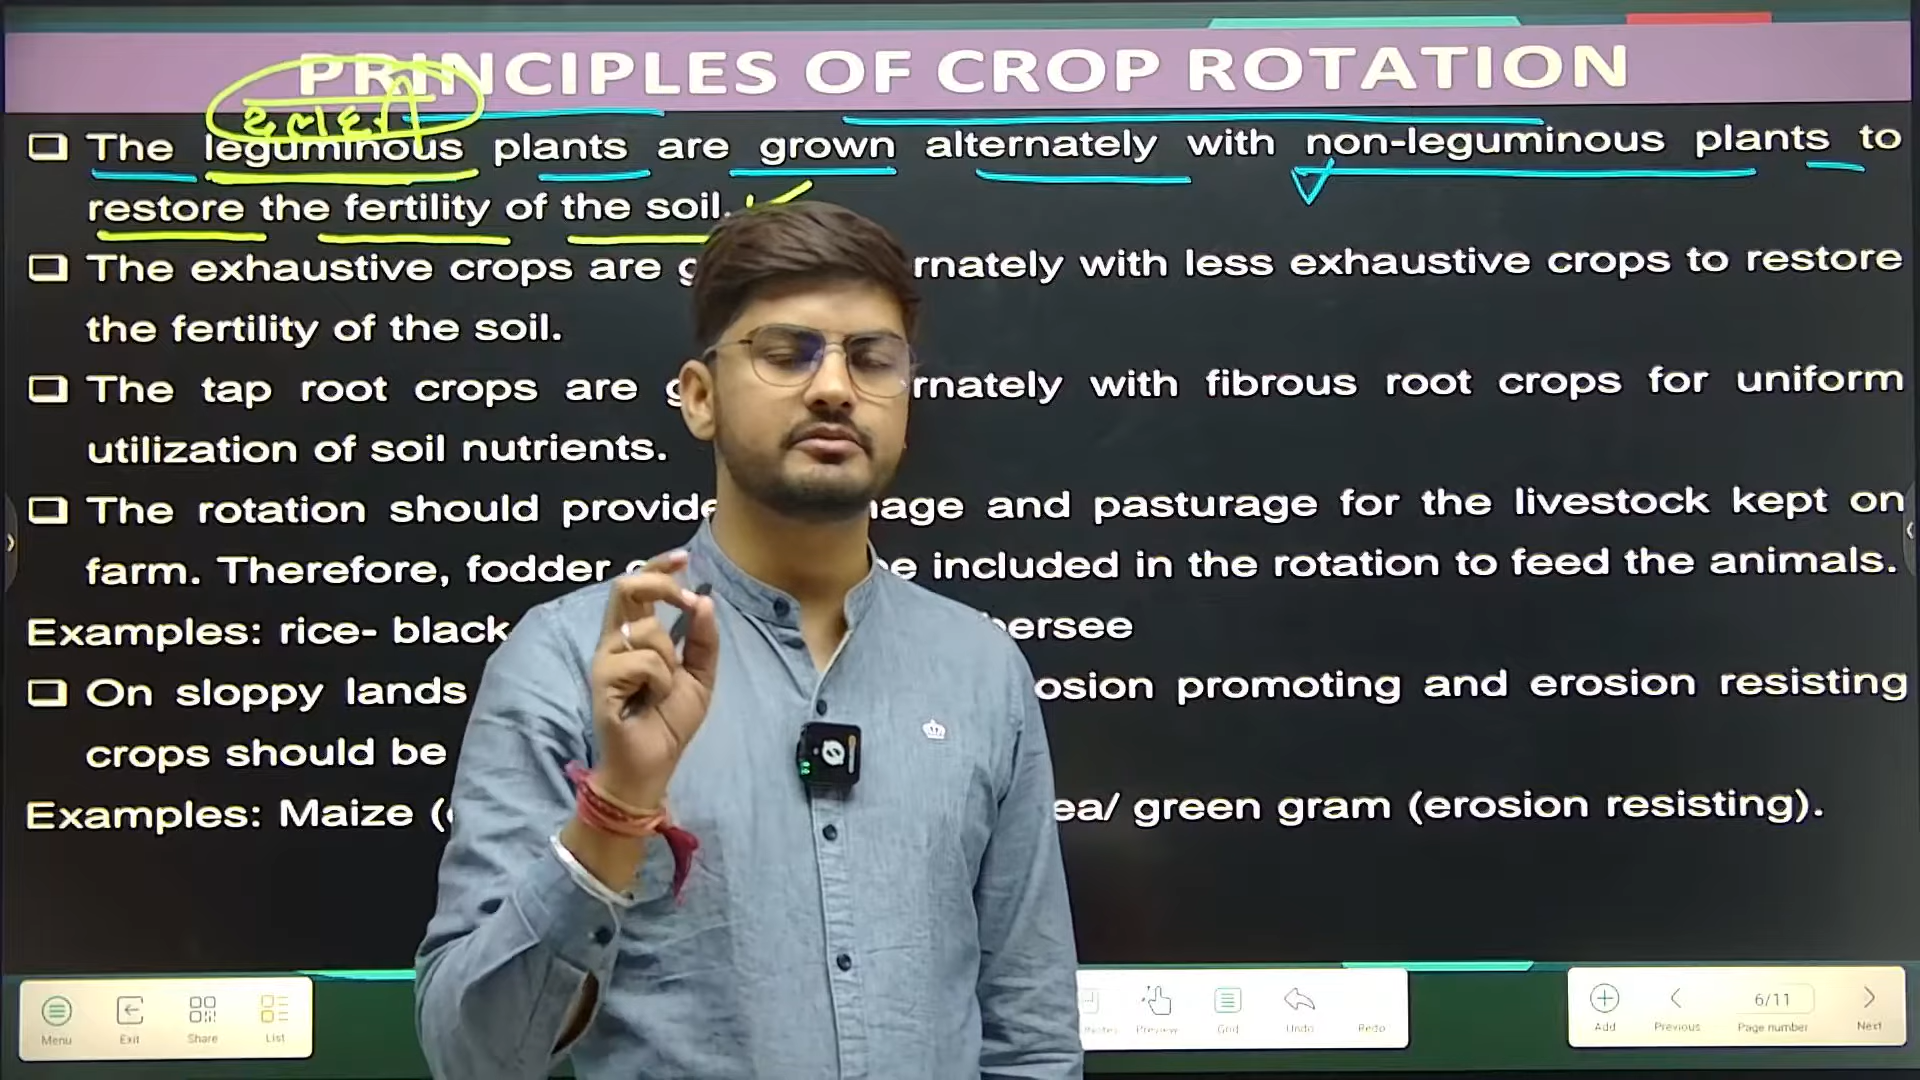 PRINCIPLES OF CROP ROTATION
दलहनी
The leguminous plants are grown alternately with non-leguminous plants to
restore the fertility of the soil.
The exhaustive crops are rnately with less exhaustive crops to restore
the fertility of the soil.
The tap root crops are rnately with fibrous root crops for uniform
utilization of soil nutrients.
The rotation should provide age and pasturage for the livestock kept on
farm. Therefore, fodder included in the rotation to feed the animals.
Examples: rice- black bersee
On sloppy lands osion promoting and erosion resisting
crops should be
Examples: Maize ( ea/ green gram (erosion resisting).
Menu Exit Share List Preview Grid Undo Redo Add Previous 6/11 Page number Next